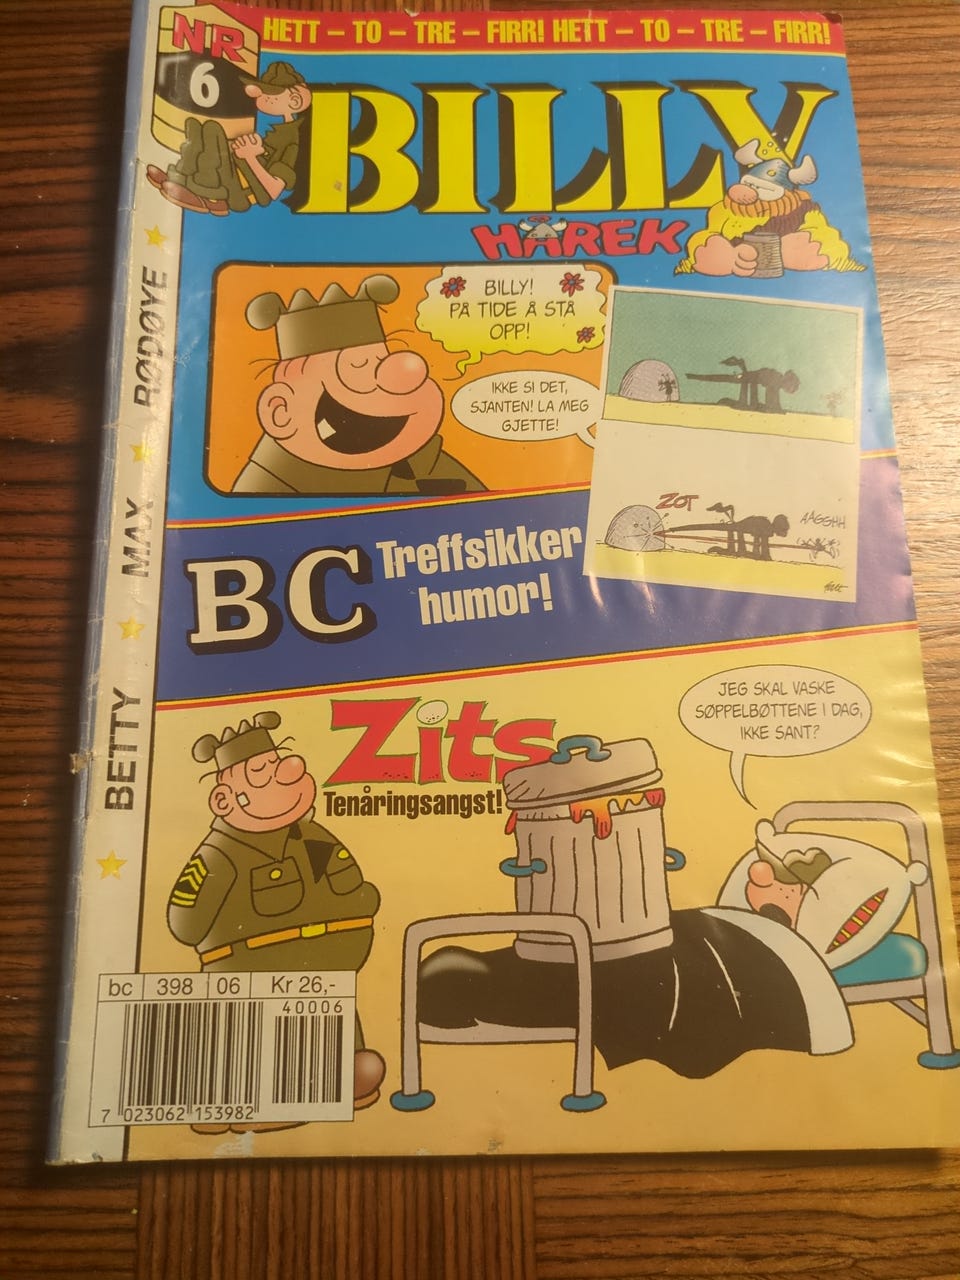 NR
6
HETT – TO – TRE – FIRR! HETT – TO – TRE – FIRR!
BILLY
HÅREK
BILLY!
PÅ TIDE Å STÅ
OPP!
IKKE SI DET,
SJANTEN! LA MEG
GJETTE!
ZOT
AAGGHH
BC
Treffsikker
humor!
Zits
Tenåringsangst!
JEG SKAL VASKE
SØPPELBØTTENE I DAG,
IKKE SANT?
BETTY ★ MAX ★ RØDØYE ★
bc 398 06 Kr 26,-
40006
7 023062 153982